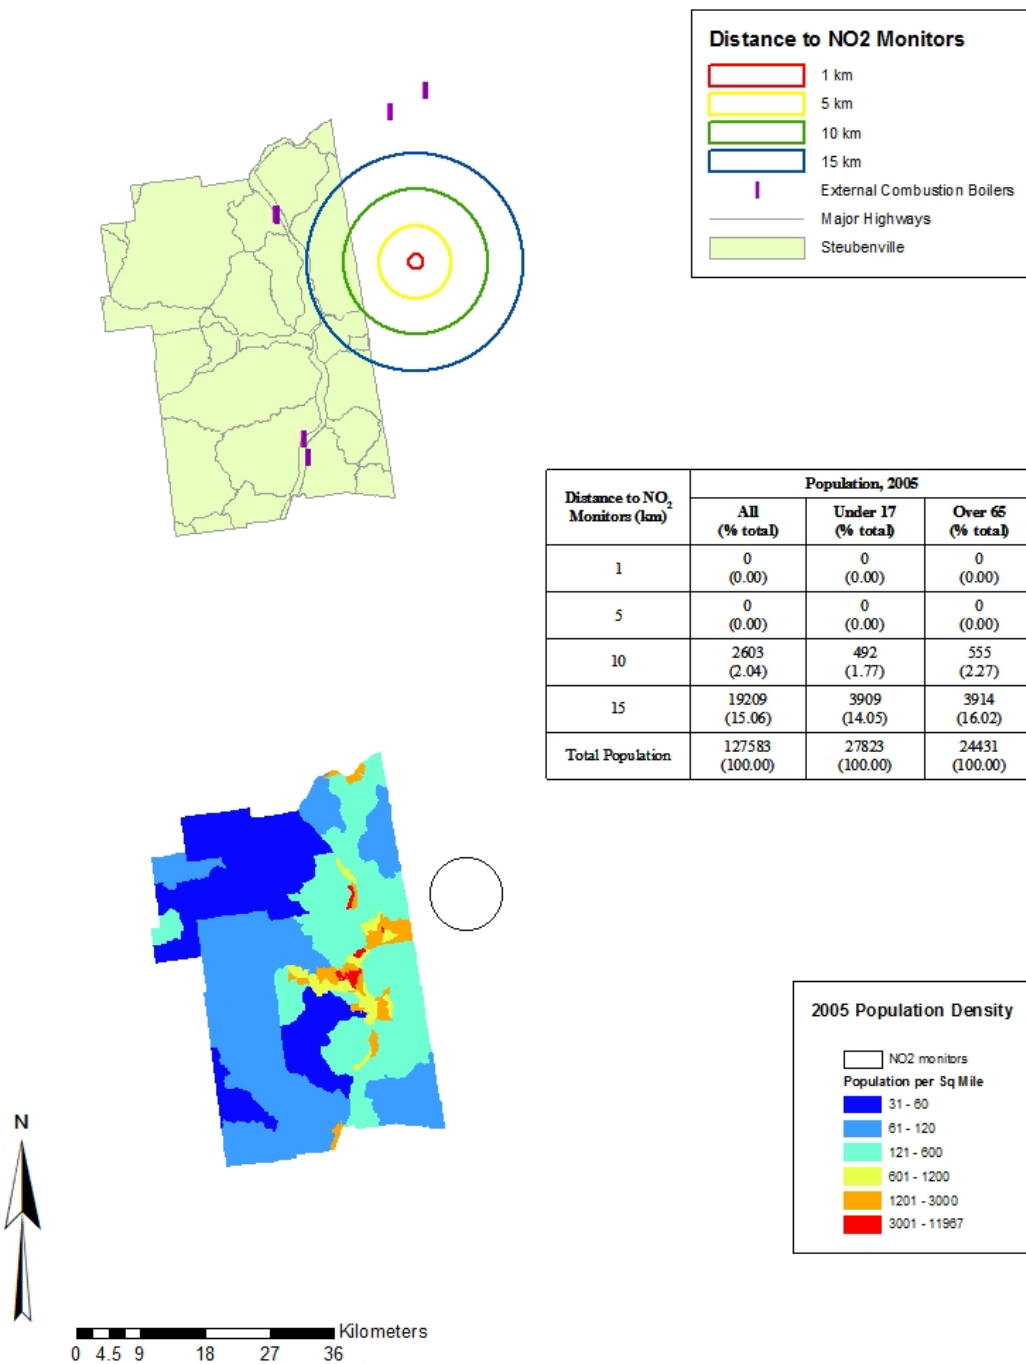 Distance to NO2 Monitors
1 km
5 km
10 km
15 km
External Combustion Boilers
Major Highways
Steubenville
Distance to NO2 Monitors (km) Population, 2005
All (% total) Under 17 (% total) Over 65 (% total)
1 0 (0.00) 0 (0.00) 0 (0.00)
5 0 (0.00) 0 (0.00) 0 (0.00)
10 2603 (2.04) 492 (1.77) 555 (2.27)
15 19209 (15.06) 3909 (14.05) 3914 (16.02)
Total Population 127583 (100.00) 27823 (100.00) 24431 (100.00)
2005 Population Density
NO2 monitors
Population per Sq Mile
31 - 60
61 - 120
121 - 600
601 - 1200
1201 - 3000
3001 - 11967
N
Kilometers
0 4.5 9 18 27 36